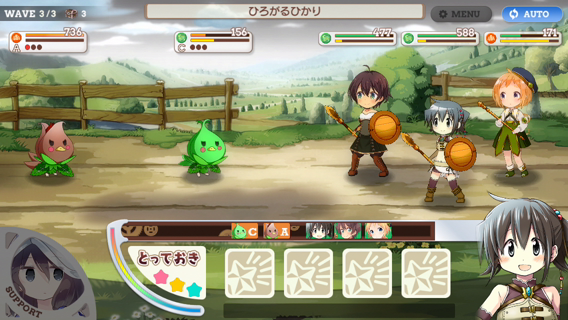 WAVE 3/3 3
ひろがるひかり
MENU
AUTO
736
A
156
C
477
588
171
C A
とっておき
SUPPORT